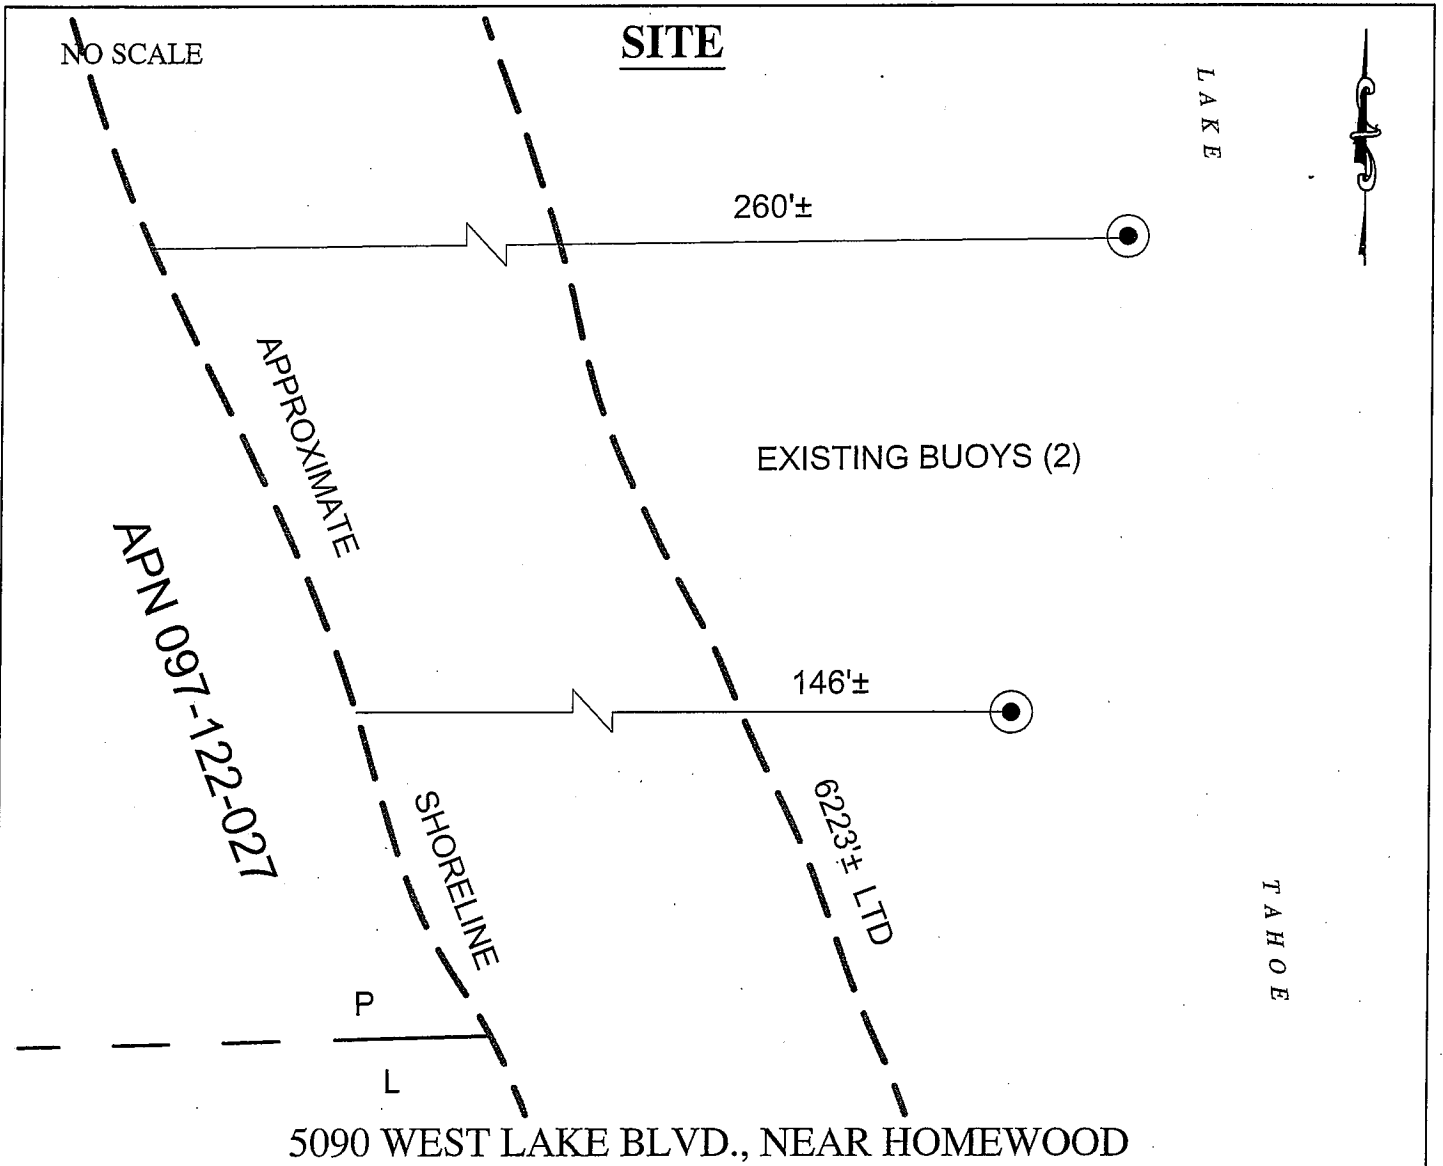 SITE
NO SCALE
LAKE
260'±
APPROXIMATE
EXISTING BUOYS (2)
APN 097-122-027
146'±
6223'± LTD
SHORELINE
TAHOE
P
L
5090 WEST LAKE BLVD., NEAR HOMEWOOD